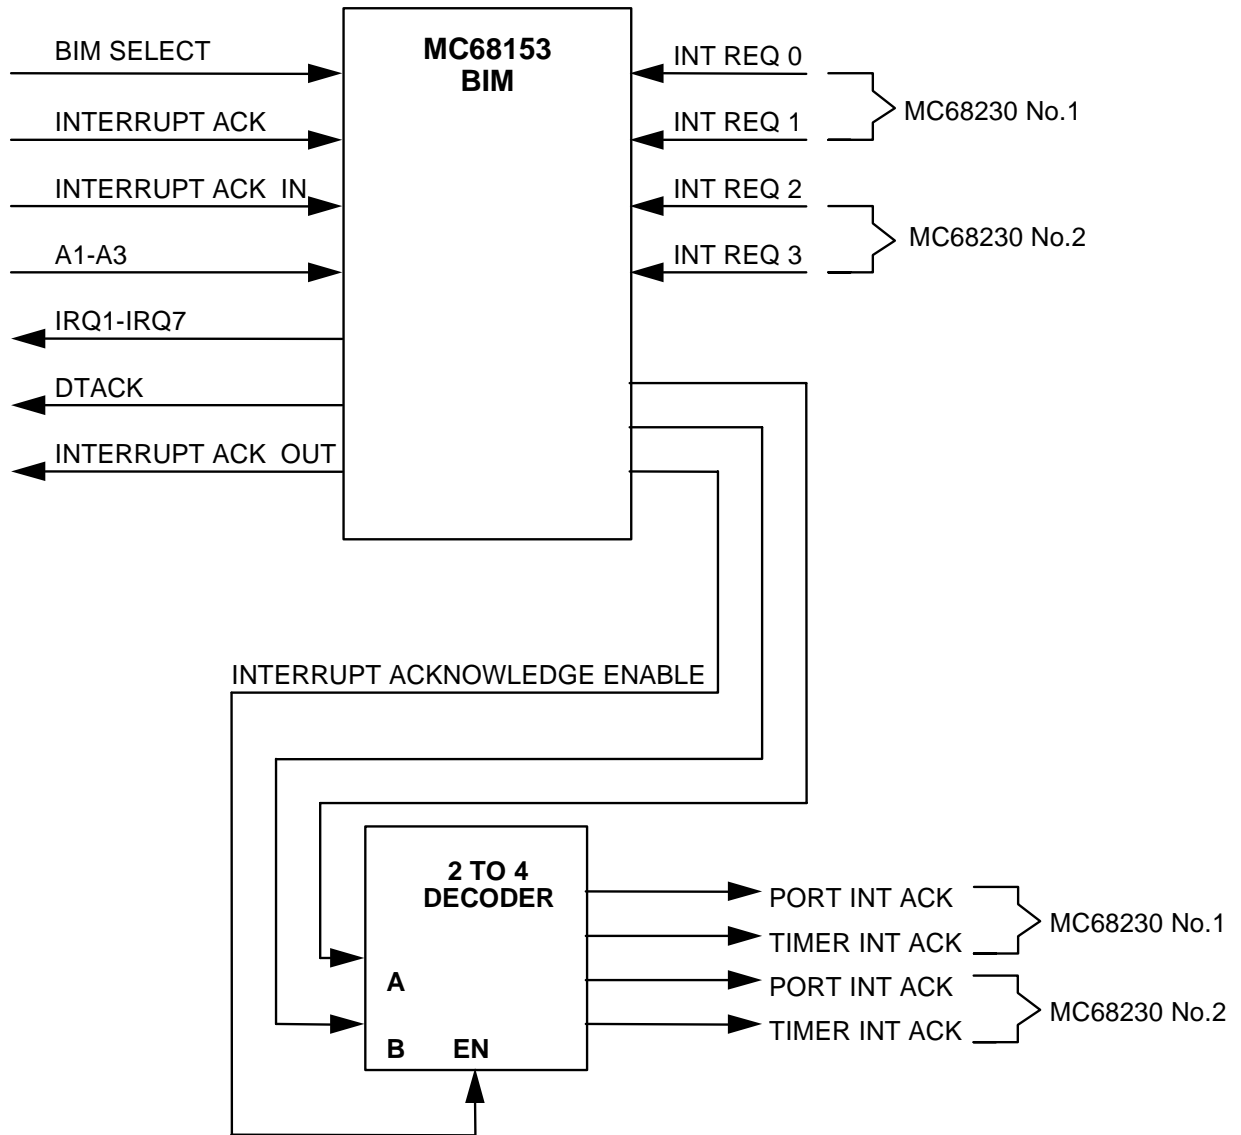 MC68153
BIM
BIM SELECT
INTERRUPT ACK
INTERRUPT ACK IN
A1-A3
IRQ1-IRQ7
DTACK
INTERRUPT ACK OUT
INT REQ 0
INT REQ 1
MC68230 No.1
INT REQ 2
INT REQ 3
MC68230 No.2
INTERRUPT ACKNOWLEDGE ENABLE
2 TO 4
DECODER
A
B EN
PORT INT ACK
TIMER INT ACK
MC68230 No.1
PORT INT ACK
TIMER INT ACK
MC68230 No.2